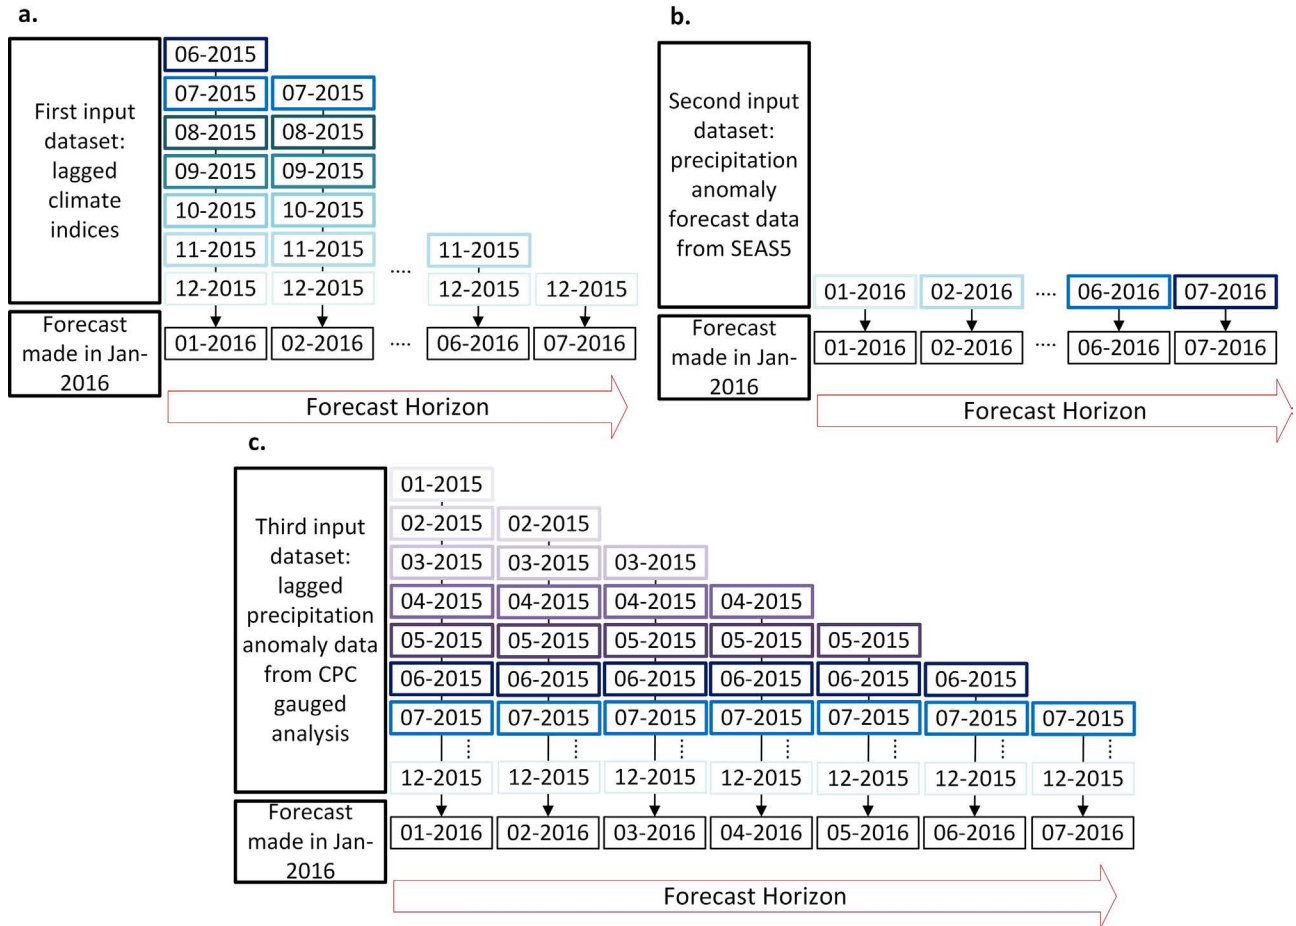 a.
First input
dataset:
lagged
climate
indices
06-2015
07-2015 07-2015
08-2015 08-2015
09-2015 09-2015
10-2015 10-2015
11-2015 11-2015 .... 11-2015
12-2015 12-2015 12-2015 12-2015
Forecast
made in Jan-
2016
01-2016 02-2016 .... 06-2016 07-2016
Forecast Horizon
b.
Second input
dataset:
precipitation
anomaly
forecast data
from SEAS5
01-2016 02-2016 .... 06-2016 07-2016
Forecast
made in Jan-
2016
01-2016 02-2016 .... 06-2016 07-2016
Forecast Horizon
c.
Third input
dataset:
lagged
precipitation
anomaly data
from CPC
gauged
analysis
01-2015
02-2015 02-2015
03-2015 03-2015 03-2015
04-2015 04-2015 04-2015 04-2015
05-2015 05-2015 05-2015 05-2015 05-2015
06-2015 06-2015 06-2015 06-2015 06-2015 06-2015
07-2015 07-2015 07-2015 07-2015 07-2015 07-2015 07-2015
12-2015 12-2015 12-2015 12-2015 12-2015 12-2015 12-2015
Forecast
made in Jan-
2016
01-2016 02-2016 03-2016 04-2016 05-2016 06-2016 07-2016
Forecast Horizon